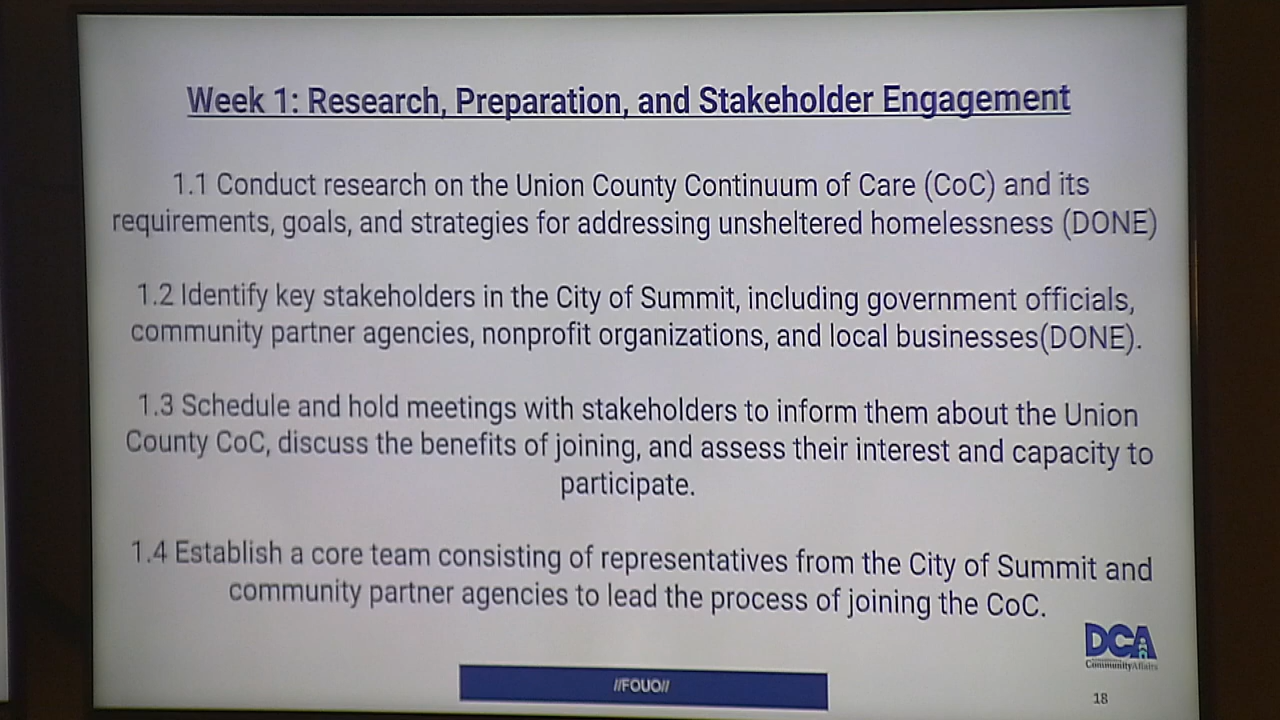 Week 1: Research, Preparation, and Stakeholder Engagement
1.1 Conduct research on the Union County Continuum of Care (CoC) and its
requirements, goals, and strategies for addressing unsheltered homelessness (DONE)
1.2 Identify key stakeholders in the City of Summit, including government officials,
community partner agencies, nonprofit organizations, and local businesses(DONE).
1.3 Schedule and hold meetings with stakeholders to inform them about the Union
County CoC, discuss the benefits of joining, and assess their interest and capacity to
participate.
1.4 Establish a core team consisting of representatives from the City of Summit and
community partner agencies to lead the process of joining the CoC.
DCA
CommunityAffairs
//FOUO//
18